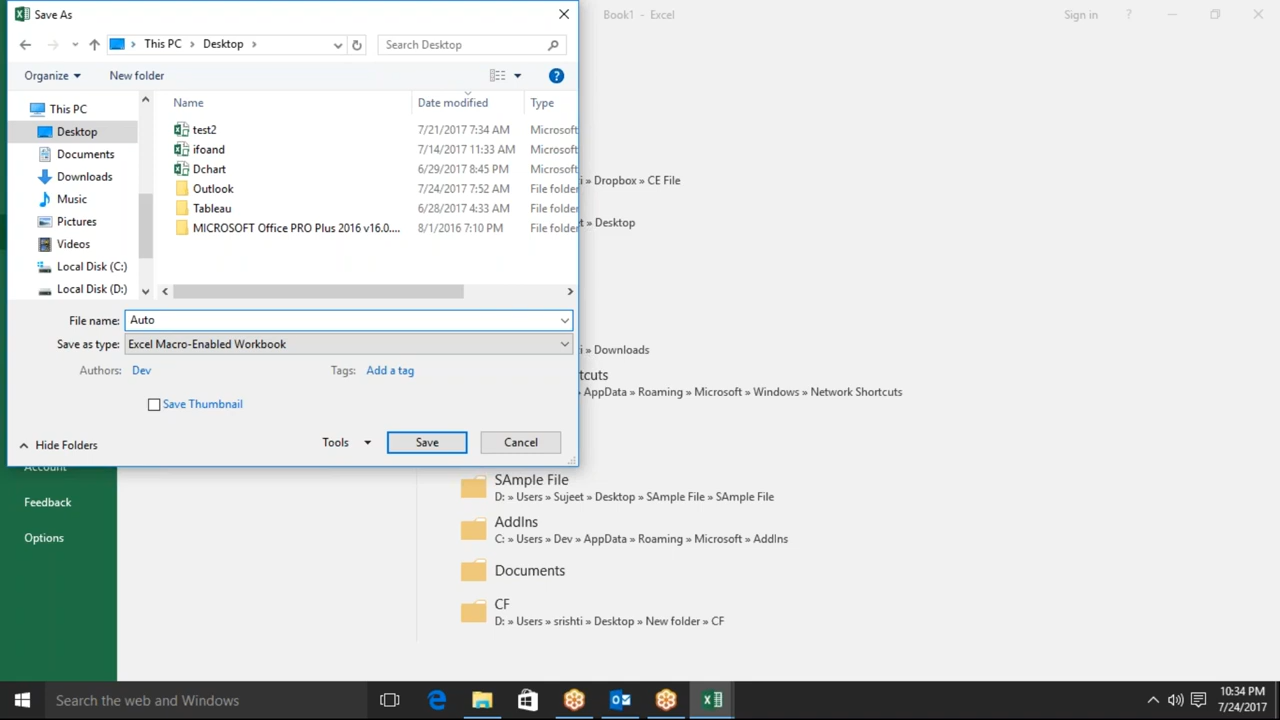 Save As
Book1 - Excel
Sign in
?
This PC
Desktop
Search Desktop
Organize
New folder
?
This PC
Desktop
Documents
Downloads
Music
Pictures
Videos
Local Disk (C:)
Local Disk (D:)
Name
Date modified
Type
test2
7/21/2017 7:34 AM
Microsoft
ifoand
7/14/2017 11:33 AM
Microsoft
Dchart
6/29/2017 8:45 PM
Microsoft
Outlook
7/24/2017 7:52 AM
File folder
Tableau
6/28/2017 4:33 AM
File folder
MICROSOFT Office PRO Plus 2016 v16.0....
8/1/2016 7:10 PM
File folder
File name:
Auto
Save as type:
Excel Macro-Enabled Workbook
Authors:
Dev
Tags:
Add a tag
Save Thumbnail
Hide Folders
Tools
Save
Cancel
i » Dropbox » CE File
t » Desktop
i » Downloads
tcuts
» AppData » Roaming » Microsoft » Windows » Network Shortcuts
Account
Feedback
Options
SAmple File
D: » Users » Sujeet » Desktop » SAmple File » SAmple File
AddIns
C: » Users » Dev » AppData » Roaming » Microsoft » AddIns
Documents
CF
D: » Users » srishti » Desktop » New folder » CF
Search the web and Windows
10:34 PM
7/24/2017